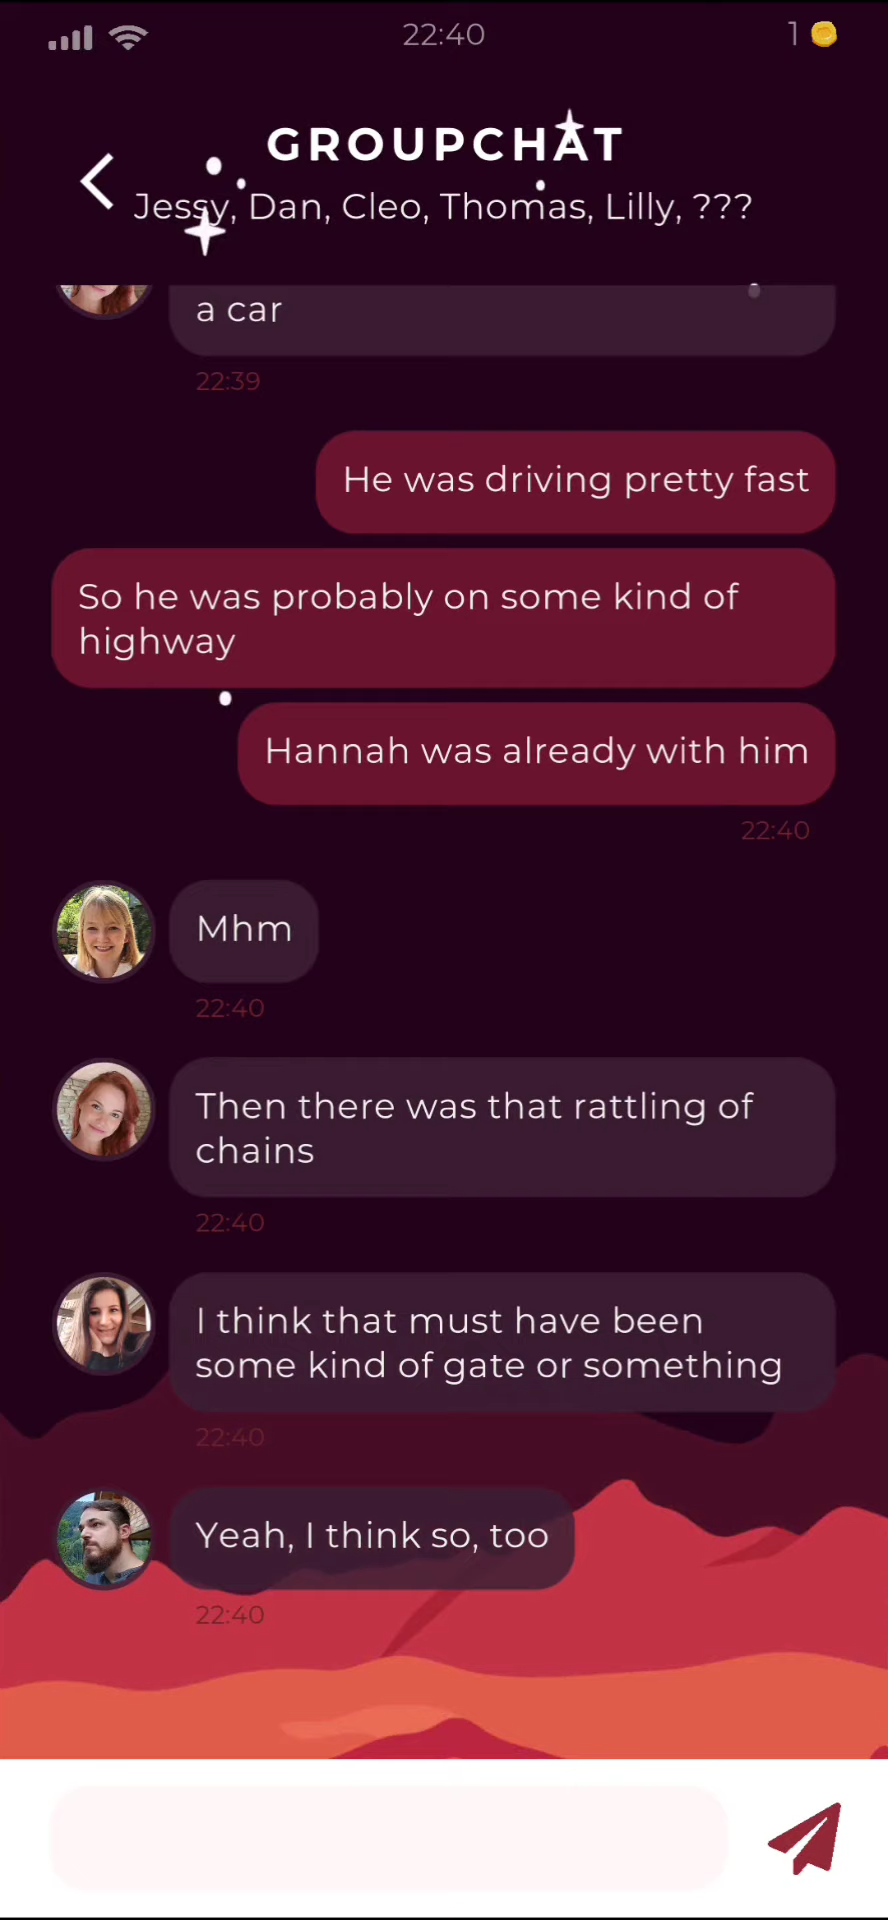 22:40
1
GROUPCHAT
Jessy, Dan, Cleo, Thomas, Lilly, ???
a car
22:39
He was driving pretty fast
So he was probably on some kind of
highway
Hannah was already with him
22:40
Mhm
22:40
Then there was that rattling of
chains
22:40
I think that must have been
some kind of gate or something
22:40
Yeah, I think so, too
22:40